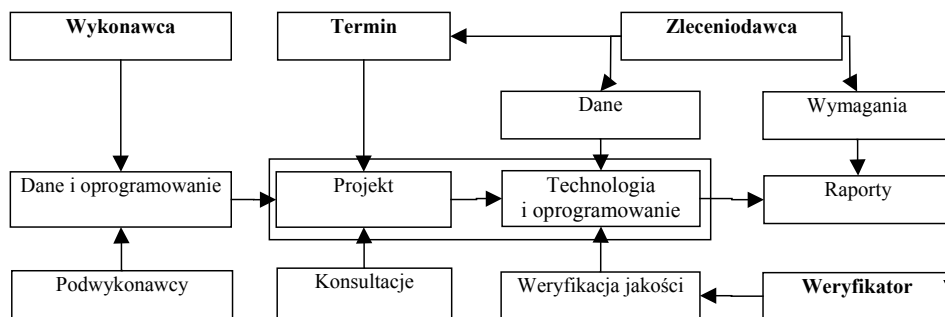 Wykonawca
Termin
Zleceniodawca
Dane
Wymagania
Dane i oprogramowanie
Projekt
Technologia
i oprogramowanie
Raporty
Podwykonawcy
Konsultacje
Weryfikacja jakości
Weryfikator